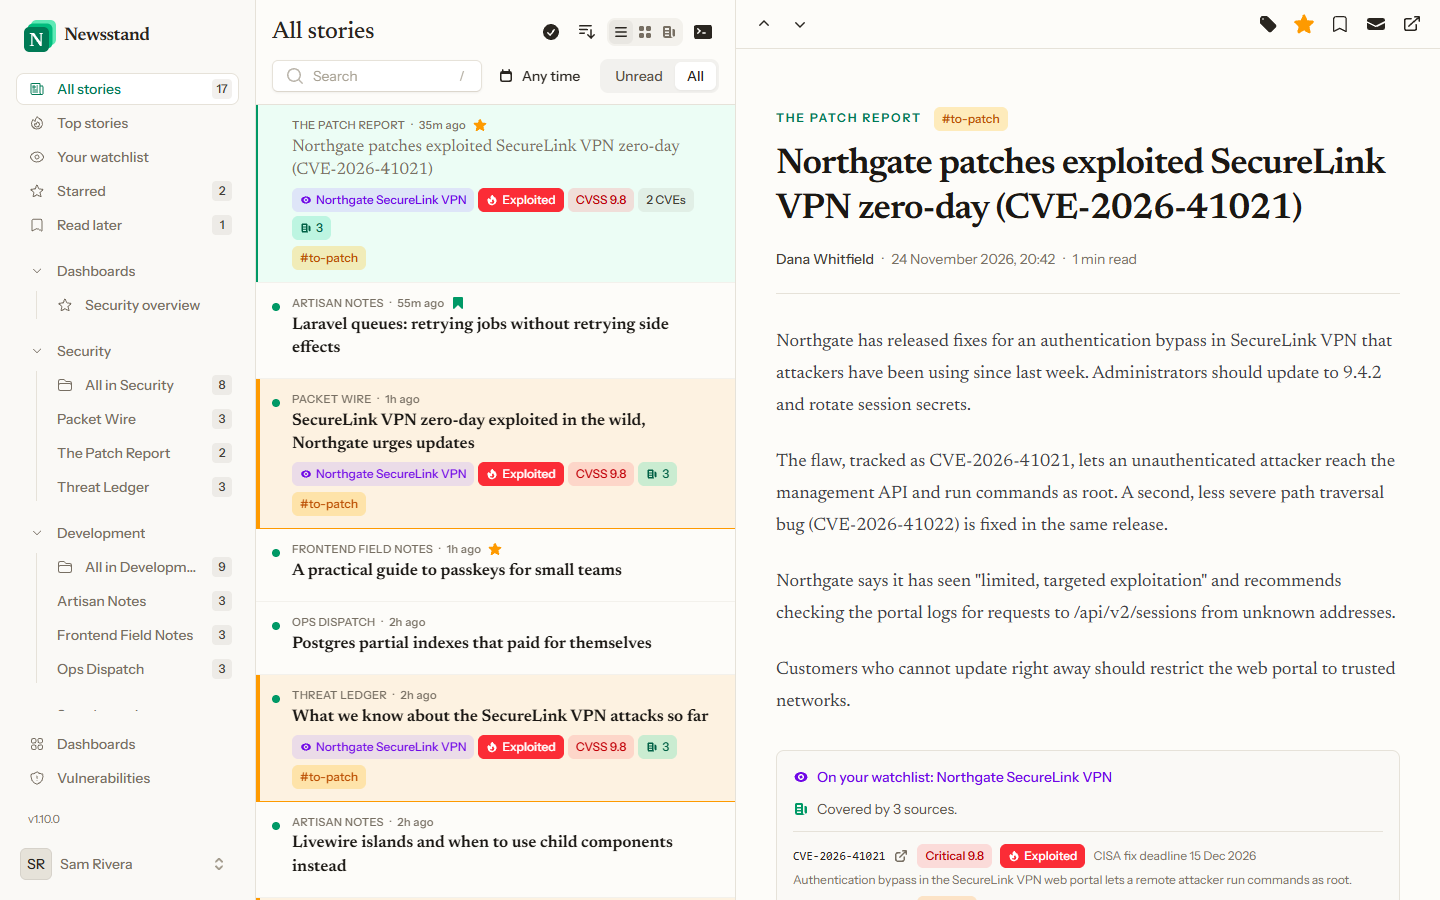 Newsstand
All stories 17
Top stories
Your watchlist
Starred 2
Read later 1
Dashboards
Security overview
Security
All in Security 8
Packet Wire 3
The Patch Report 2
Threat Ledger 3
Development
All in Developm... 9
Artisan Notes 3
Frontend Field Notes 3
Ops Dispatch 3
Dashboards
Vulnerabilities
v1.10.0
SR Sam Rivera
All stories
Search /
Any time
Unread All
THE PATCH REPORT · 35m ago
Northgate patches exploited SecureLink VPN zero-day
(CVE-2026-41021)
Northgate SecureLink VPN Exploited CVSS 9.8 2 CVEs
3
#to-patch
ARTISAN NOTES · 55m ago
Laravel queues: retrying jobs without retrying side
effects
PACKET WIRE · 1h ago
SecureLink VPN zero-day exploited in the wild,
Northgate urges updates
Northgate SecureLink VPN Exploited CVSS 9.8 3
#to-patch
FRONTEND FIELD NOTES · 1h ago
A practical guide to passkeys for small teams
OPS DISPATCH · 2h ago
Postgres partial indexes that paid for themselves
THREAT LEDGER · 2h ago
What we know about the SecureLink VPN attacks so far
Northgate SecureLink VPN Exploited CVSS 9.8 3
#to-patch
ARTISAN NOTES · 2h ago
Livewire islands and when to use child components
instead
THE PATCH REPORT #to-patch
Northgate patches exploited SecureLink
VPN zero-day (CVE-2026-41021)
Dana Whitfield · 24 November 2026, 20:42 · 1 min read
Northgate has released fixes for an authentication bypass in SecureLink VPN that
attackers have been using since last week. Administrators should update to 9.4.2
and rotate session secrets.
The flaw, tracked as CVE-2026-41021, lets an unauthenticated attacker reach the
management API and run commands as root. A second, less severe path traversal
bug (CVE-2026-41022) is fixed in the same release.
Northgate says it has seen "limited, targeted exploitation" and recommends
checking the portal logs for requests to /api/v2/sessions from unknown addresses.
Customers who cannot update right away should restrict the web portal to trusted
networks.
On your watchlist: Northgate SecureLink VPN
Covered by 3 sources.
CVE-2026-41021 Critical 9.8 Exploited CISA fix deadline 15 Dec 2026
Authentication bypass in the SecureLink VPN web portal lets a remote attacker run commands as root.